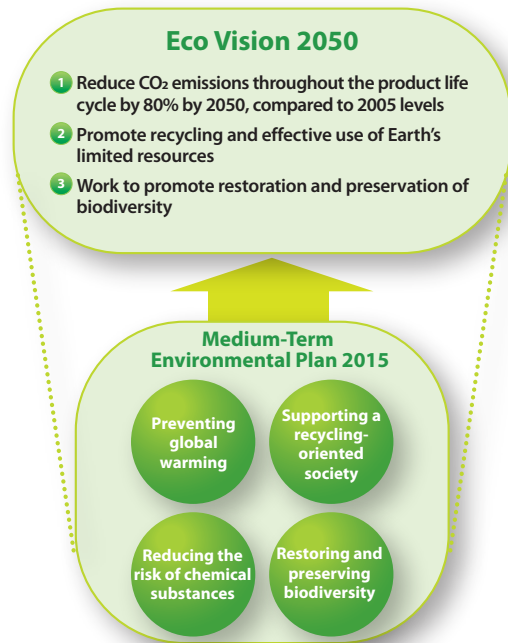 Eco Vision 2050
1 Reduce CO₂ emissions throughout the product life
cycle by 80% by 2050, compared to 2005 levels
2 Promote recycling and effective use of Earth’s
limited resources
3 Work to promote restoration and preservation of
biodiversity
Medium-Term
Environmental Plan 2015
Preventing
global
warming
Supporting a
recycling-
oriented
society
Reducing the
risk of chemical
substances
Restoring and
preserving
biodiversity